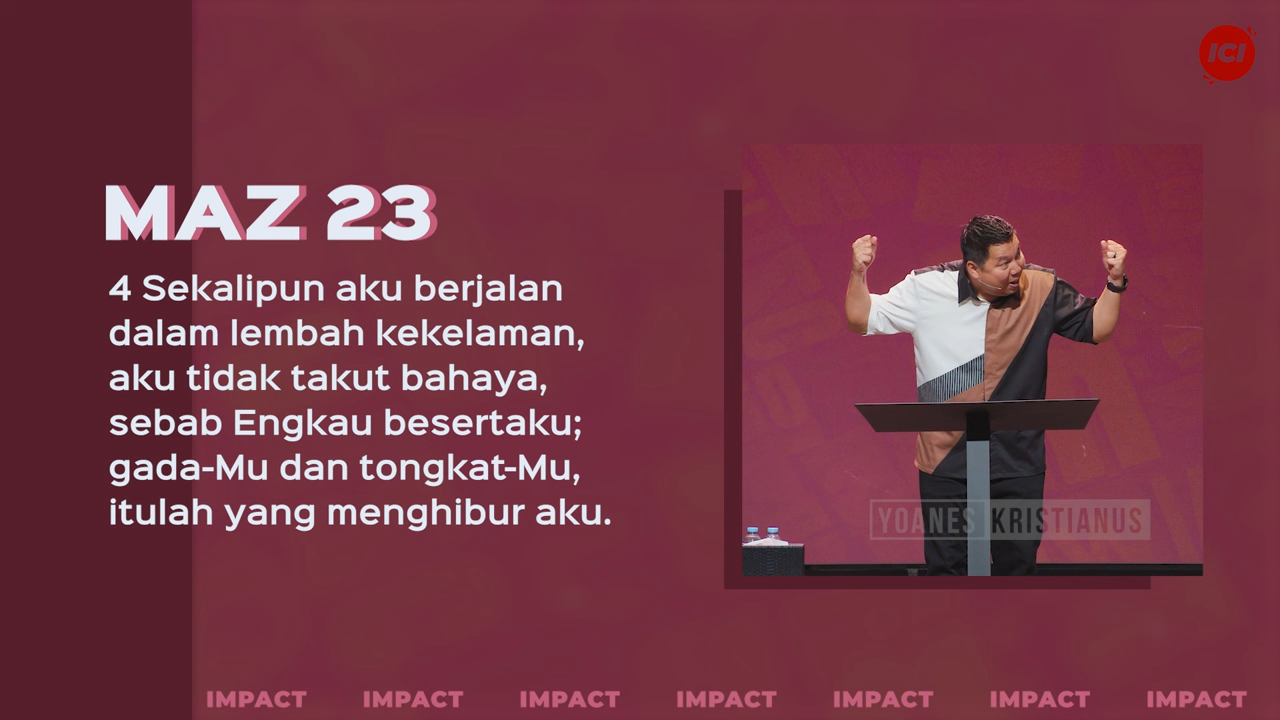 ICI
MAZ 23
4 Sekalipun aku berjalan
dalam lembah kekelaman,
aku tidak takut bahaya,
sebab Engkau besertaku;
gada-Mu dan tongkat-Mu,
itulah yang menghibur aku.
YOANES KRISTIANUS
IMPACT IMPACT IMPACT IMPACT IMPACT IMPACT IMPACT